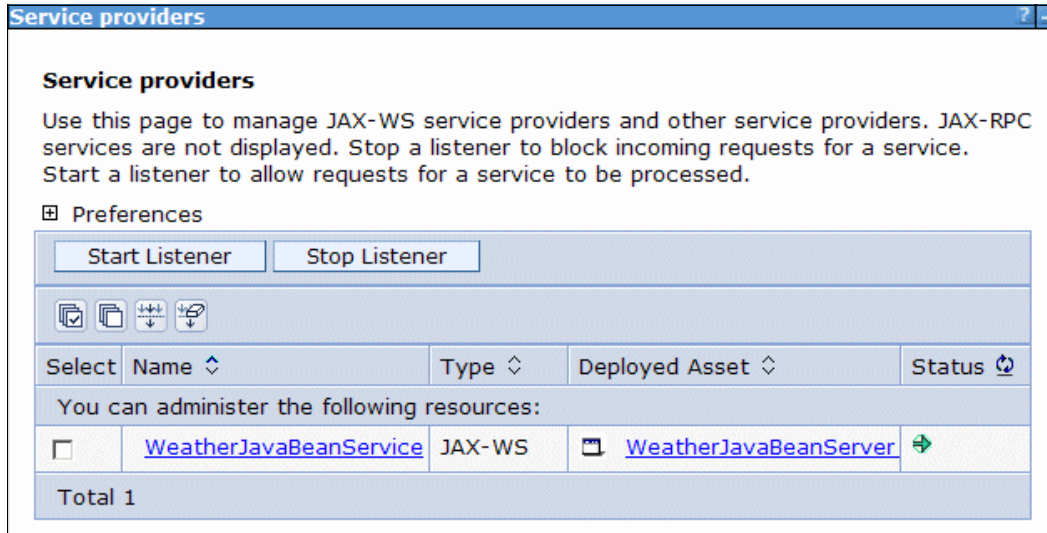 Service providers ? -
Service providers
Use this page to manage JAX-WS service providers and other service providers. JAX-RPC
services are not displayed. Stop a listener to block incoming requests for a service.
Start a listener to allow requests for a service to be processed.
Preferences
Start Listener Stop Listener
Select Name Type Deployed Asset Status
You can administer the following resources:
WeatherJavaBeanService JAX-WS WeatherJavaBeanServer
Total 1